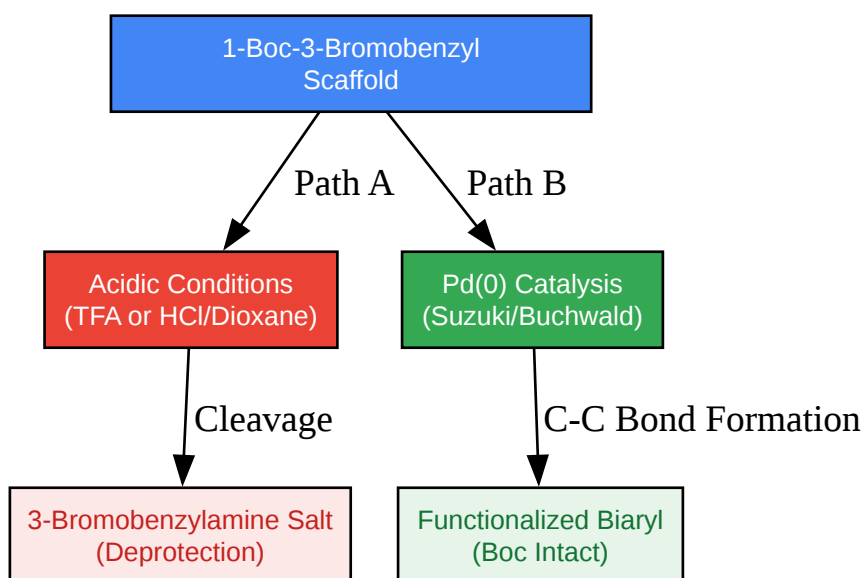 1-Boc-3-Bromobenzyl
Scaffold
Path A
Path B
Acidic Conditions
(TFA or HCl/Dioxane)
Pd(0) Catalysis
(Suzuki/Buchwald)
Cleavage
C-C Bond Formation
3-Bromobenzylamine Salt
(Deprotection)
Functionalized Biaryl
(Boc Intact)